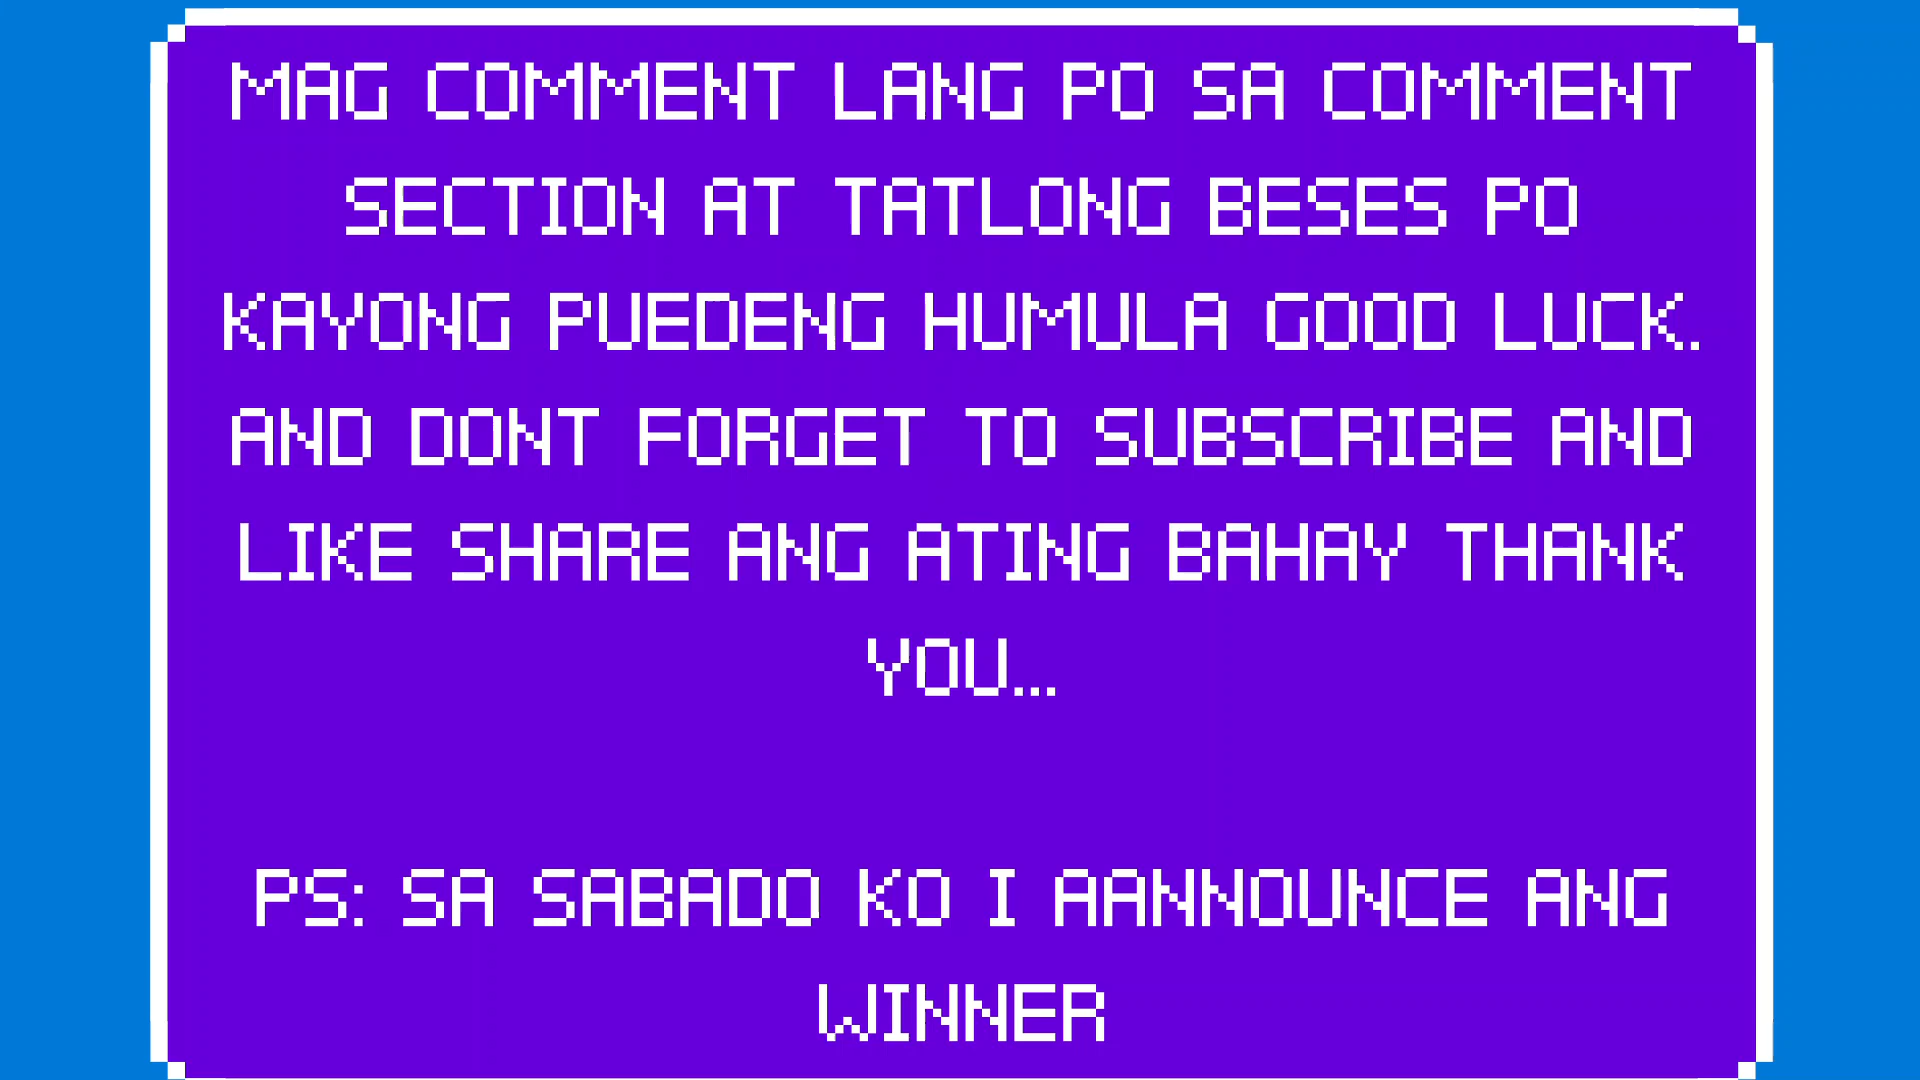 MAG COMMENT LANG PO SA COMMENT
SECTION AT TATLONG BESES PO
KAYONG PUEDENG HUMULA GOOD LUCK.
AND DONT FORGET TO SUBSCRIBE AND
LIKE SHARE ANG ATING BAHAY THANK
YOU...
PS: SA SABADO KO I AANNOUNCE ANG
WINNER